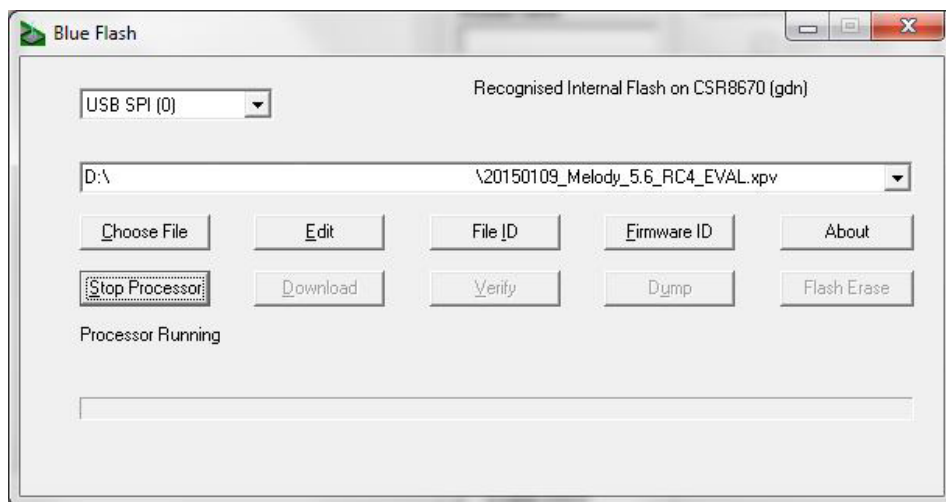 Blue Flash
USB SPI (0)
Recognised Internal Flash on CSR8670 (gdn)
D:\ \20150109_Melody_5.6_RC4_EVAL.xpv
Choose File Edit File ID Firmware ID About
Stop Processor Download Verify Dump Flash Erase
Processor Running